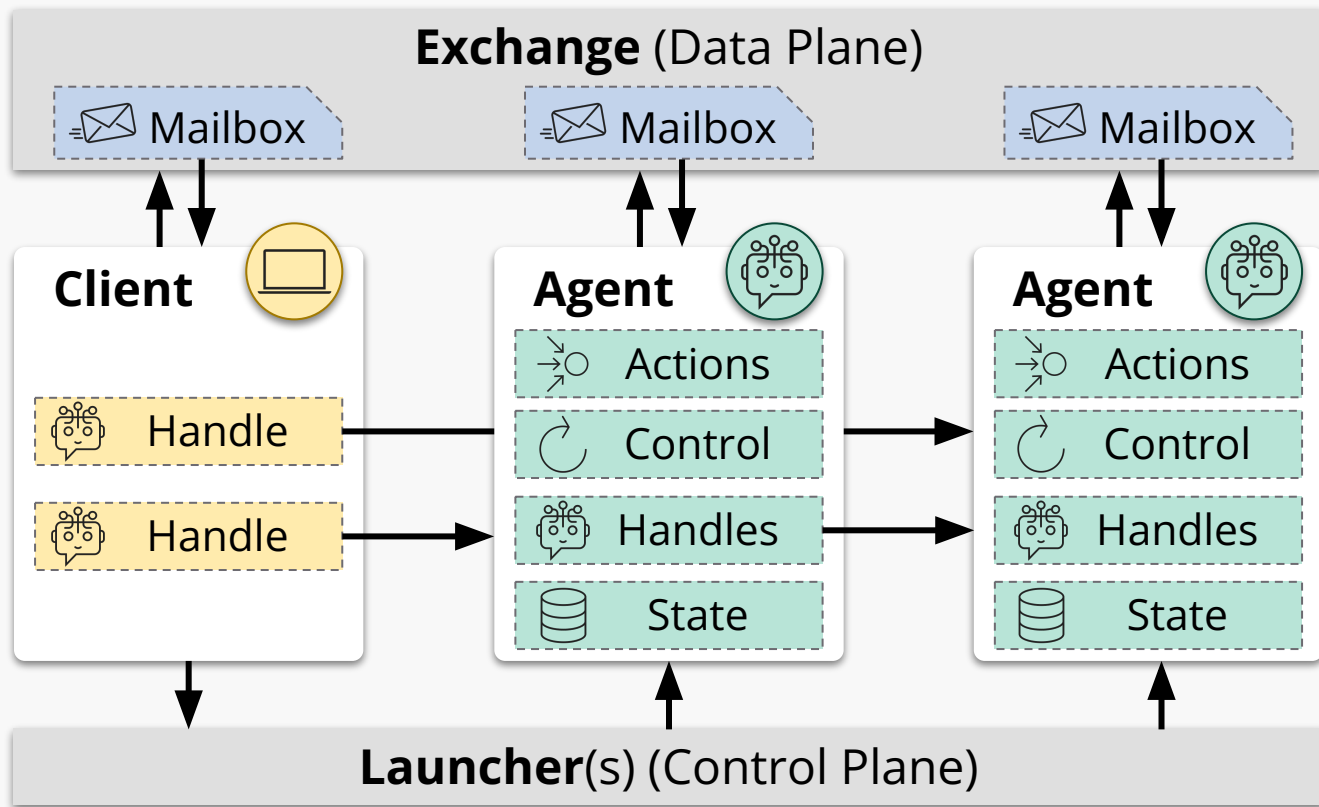 Exchange (Data Plane)
Mailbox
Mailbox
Mailbox
Client
Handle
Handle
Agent
Actions
Control
Handles
State
Agent
Actions
Control
Handles
State
Launcher(s) (Control Plane)